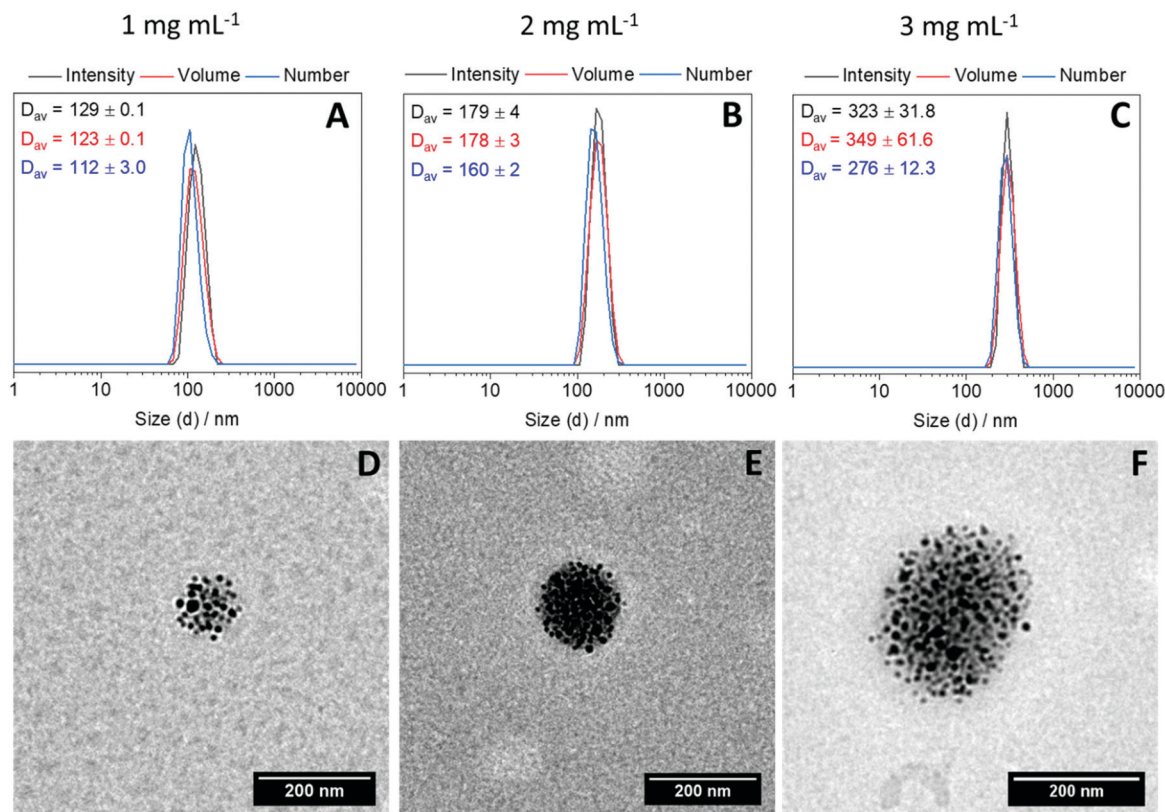 1 mg mL⁻¹
2 mg mL⁻¹
3 mg mL⁻¹
Intensity Volume Number
Dav = 129 ± 0.1
Dav = 123 ± 0.1
Dav = 112 ± 3.0
A
1 10 100 1000 10000
Size (d) / nm
Intensity Volume Number
Dav = 179 ± 4
Dav = 178 ± 3
Dav = 160 ± 2
B
1 10 100 1000 10000
Size (d) / nm
Intensity Volume Number
Dav = 323 ± 31.8
Dav = 349 ± 61.6
Dav = 276 ± 12.3
C
1 10 100 1000 10000
Size (d) / nm
D
200 nm
E
200 nm
F
200 nm